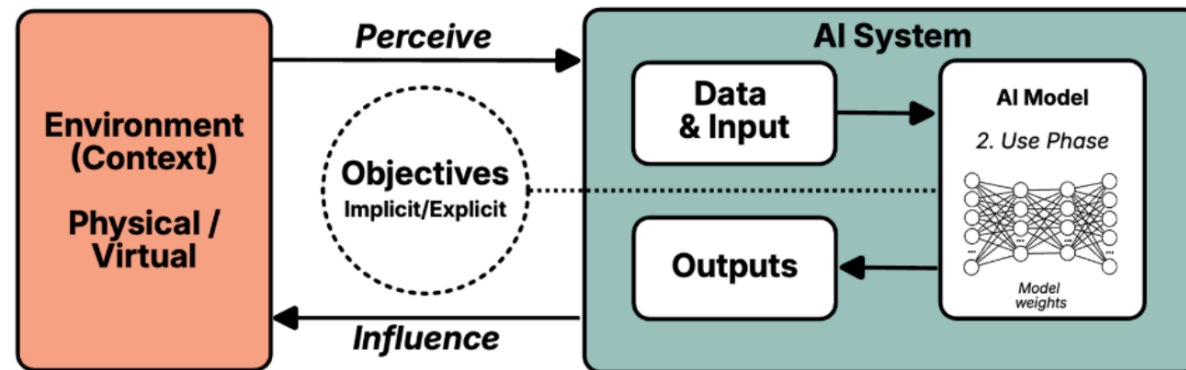 Environment
(Context)
Physical /
Virtual
Perceive
Objectives
Implicit/Explicit
Influence
AI System
Data
& Input
Outputs
AI Model
2. Use Phase
...
...
...
...
Model
weights